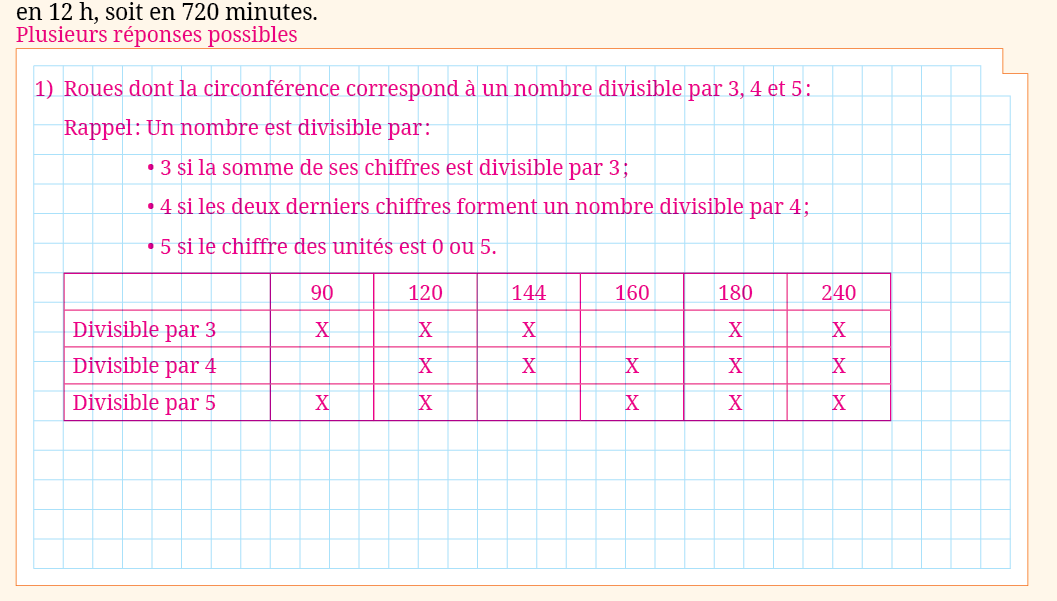 en 12 h, soit en 720 minutes.
Plusieurs réponses possibles
1) Roues dont la circonférence correspond à un nombre divisible par 3, 4 et 5 :
Rappel : Un nombre est divisible par :
• 3 si la somme de ses chiffres est divisible par 3 ;
• 4 si les deux derniers chiffres forment un nombre divisible par 4 ;
• 5 si le chiffre des unités est 0 ou 5.
90 120 144 160 180 240
Divisible par 3 X X X X X
Divisible par 4 X X X X X
Divisible par 5 X X X X X